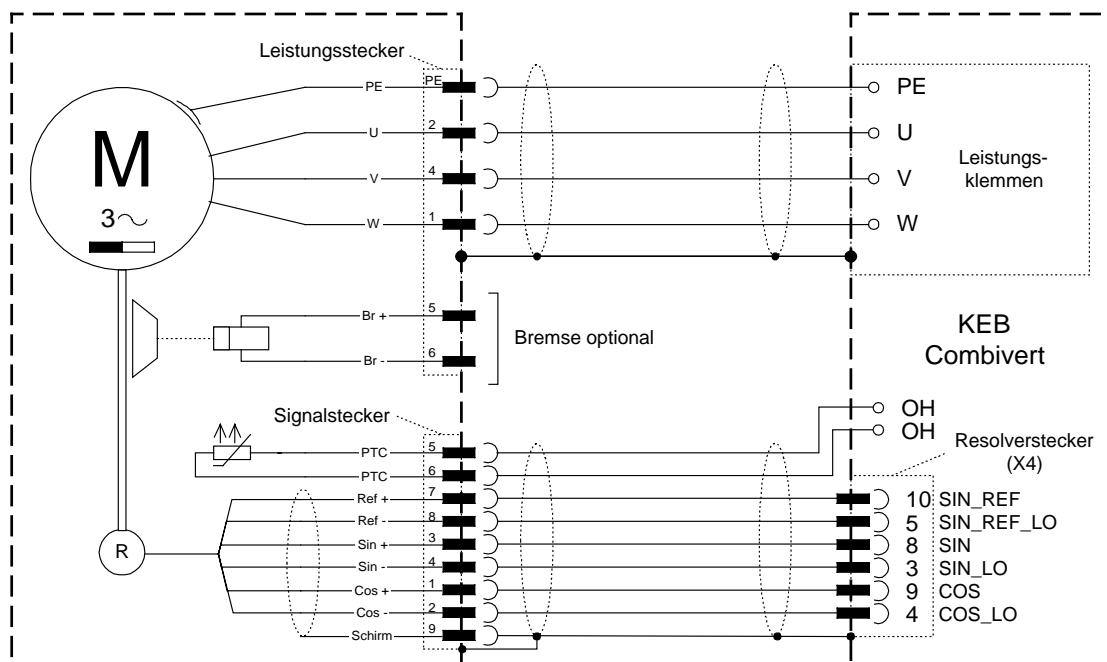 Leistungsstecker
PE PE PE
M U 2 U
3 V 4 V Leistungs-
klemmen
W 1 W
Br + 5
Bremse optional
Br - 6
KEB
Combivert
Signalstecker
OH
OH
PTC 5
PTC 6
Resolverstecker
(X4)
Ref + 7 10 SIN_REF
Ref - 8 5 SIN_REF_LO
Sin + 3 8 SIN
R
Sin - 4 3 SIN_LO
Cos + 1 9 COS
Cos - 2 4 COS_LO
Schirm 9